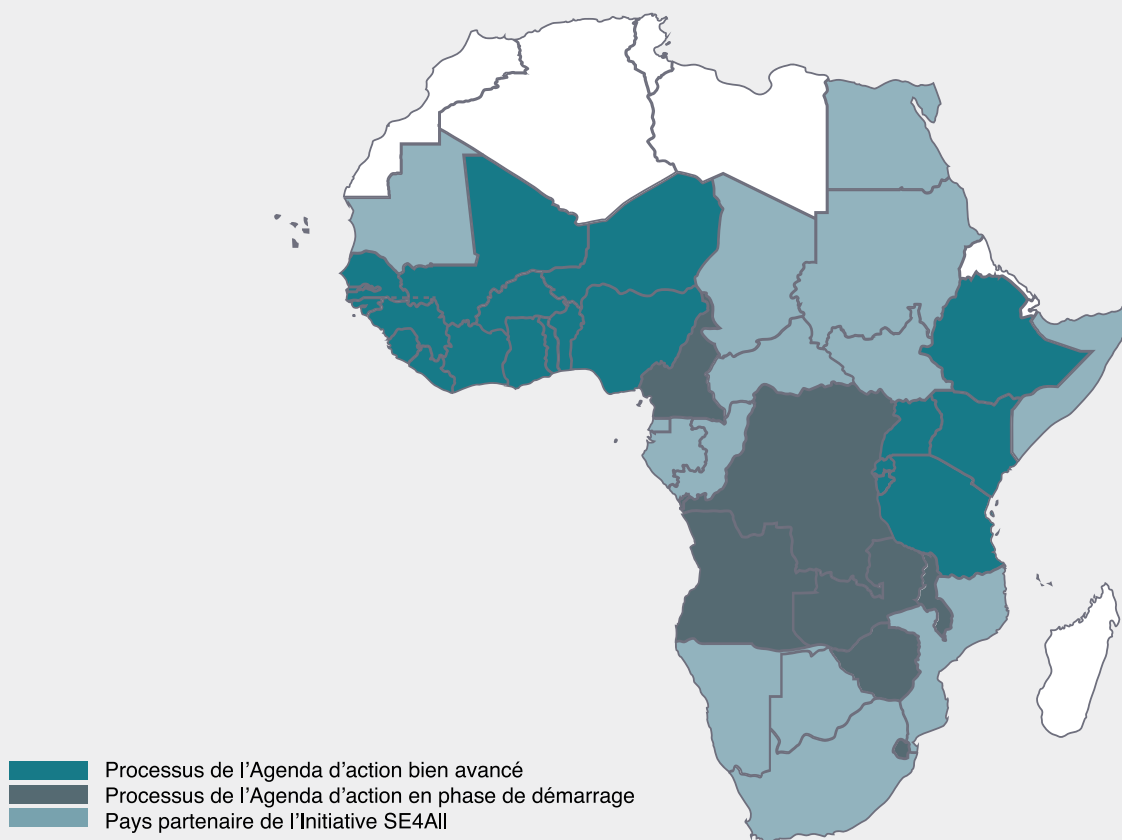 Processus de l'Agenda d'action bien avancé
Processus de l'Agenda d'action en phase de démarrage
Pays partenaire de l'Initiative SE4All